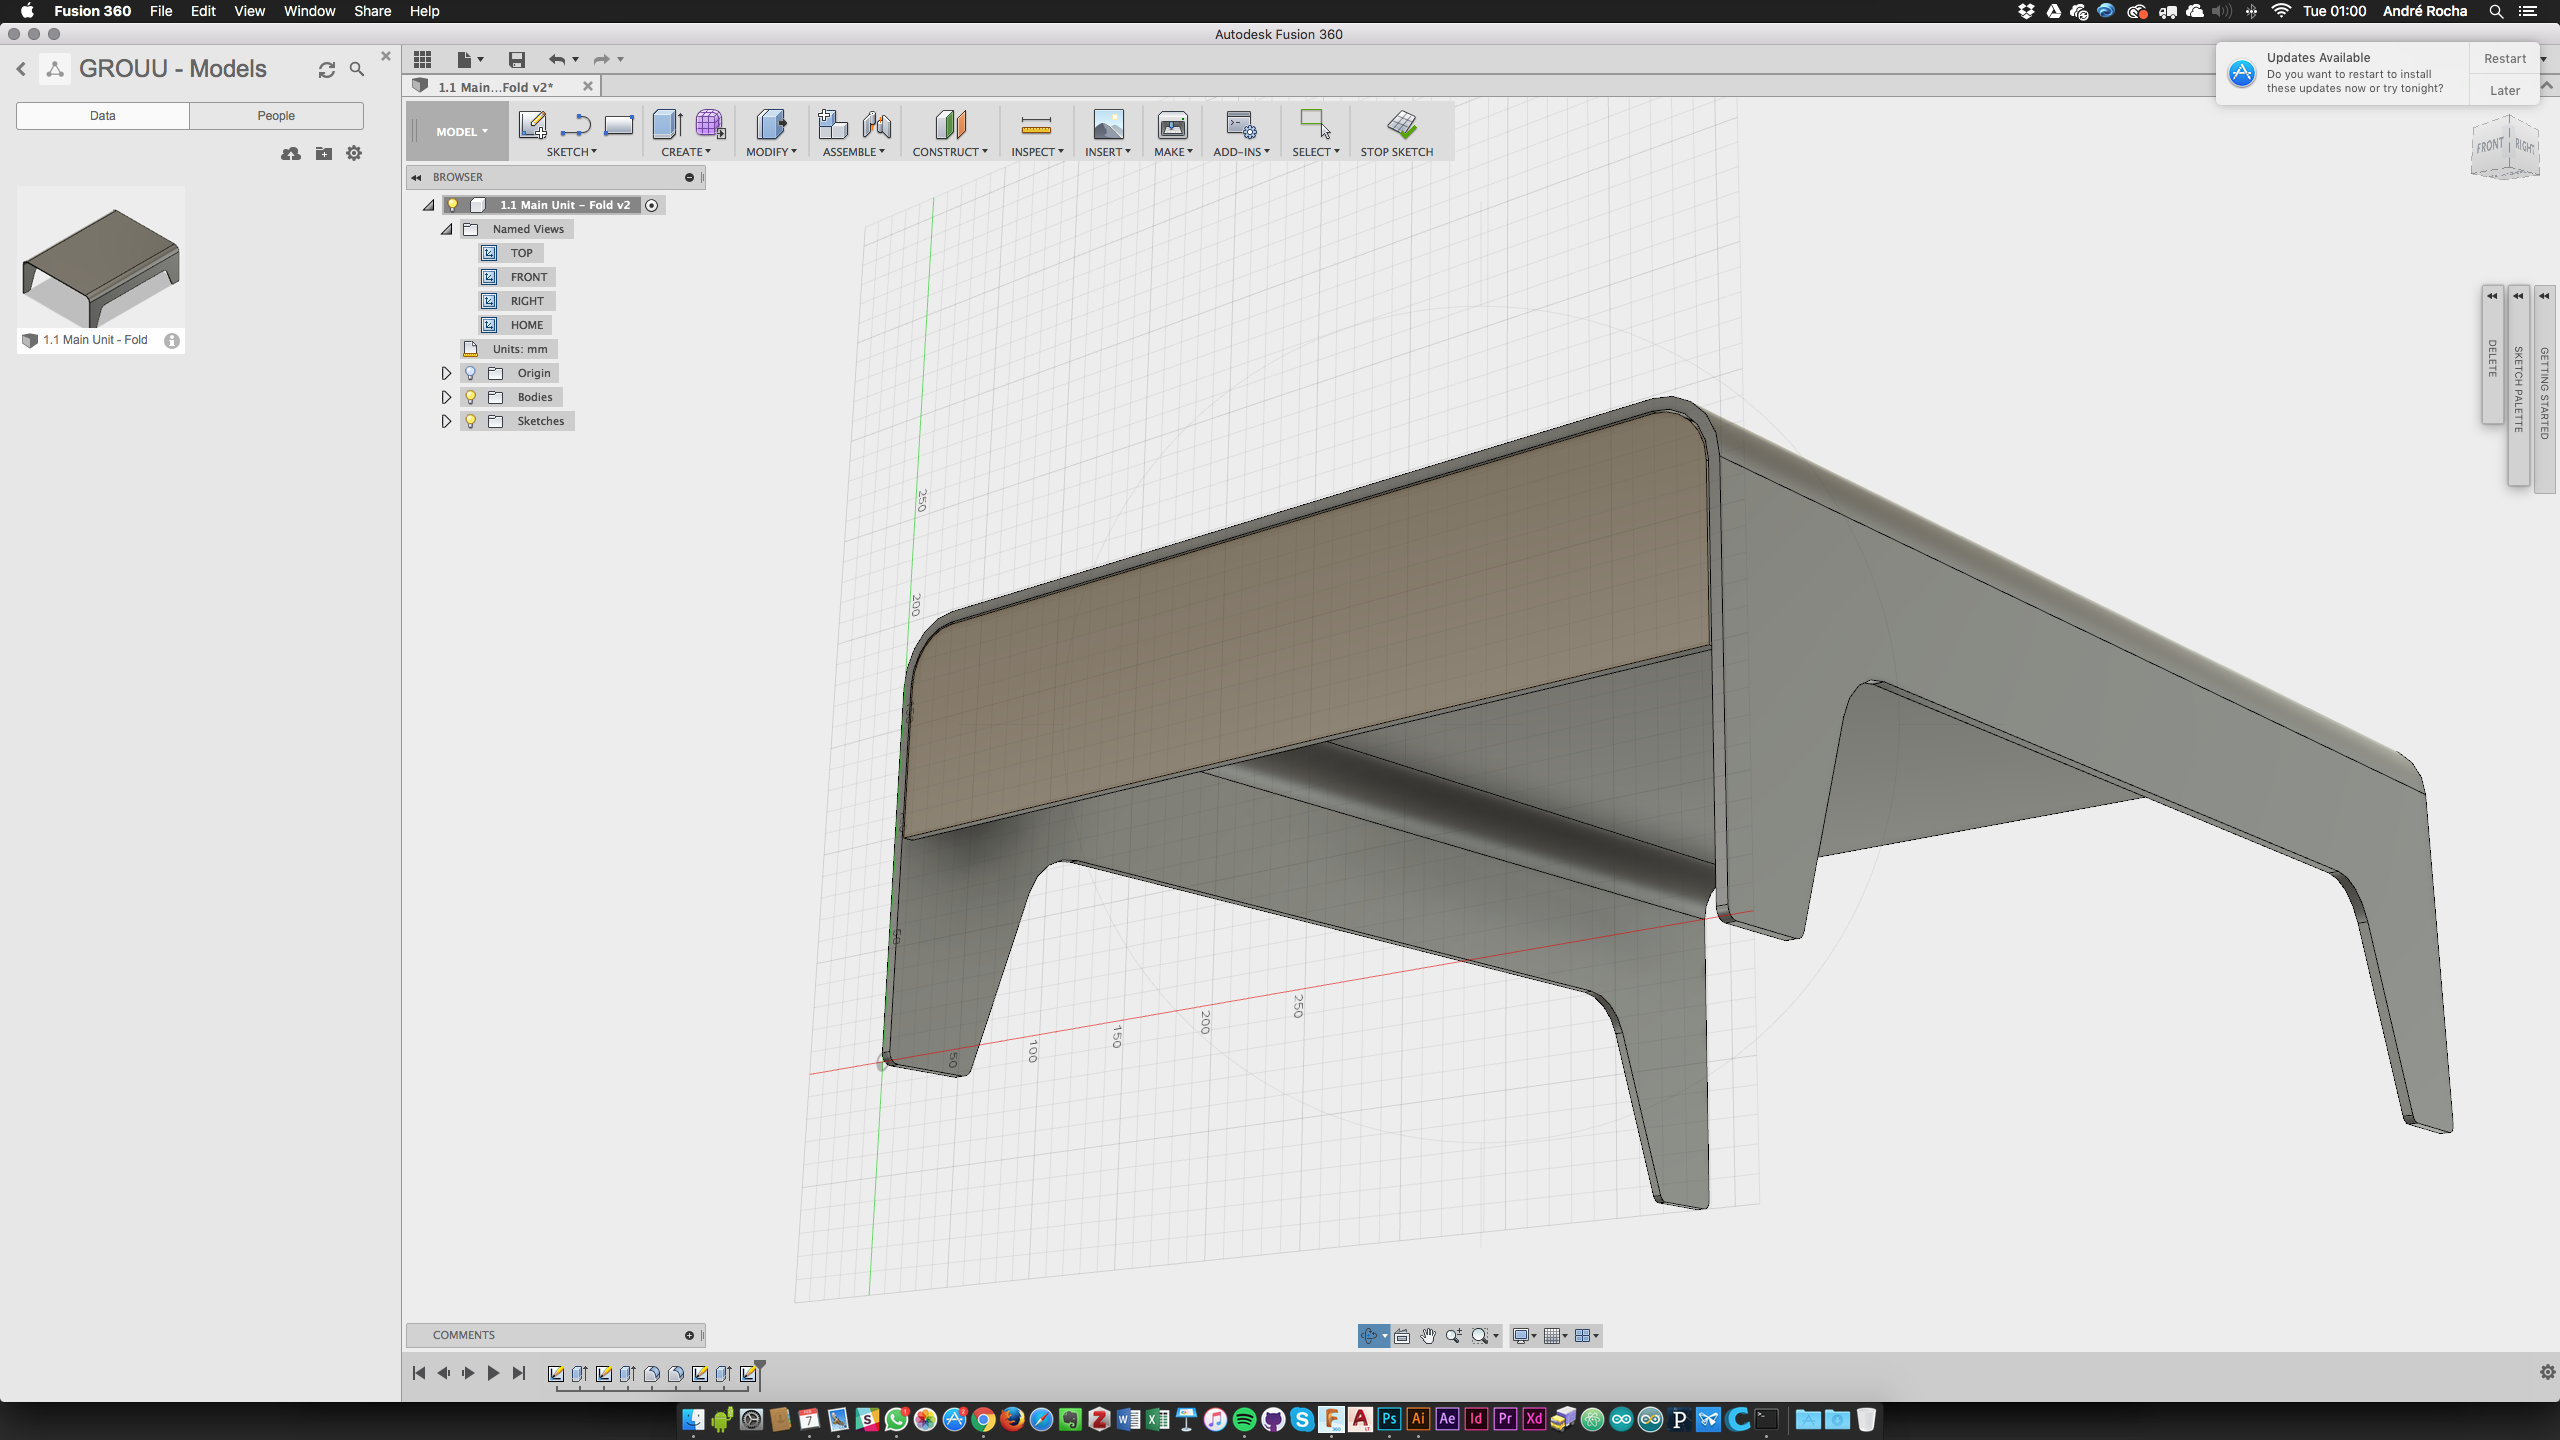 Fusion 360 File Edit View Window Share Help
Tue 01:00 André Rocha
Autodesk Fusion 360
GROUU - Models
Data People
1.1 Main Unit - Fold
1.1 Main...Fold v2*
Updates Available
Do you want to restart to install
these updates now or try tonight?
Restart
Later
MODEL
SKETCH CREATE MODIFY ASSEMBLE CONSTRUCT INSPECT INSERT MAKE ADD-INS SELECT STOP SKETCH
FRONT RIGHT
BROWSER
1.1 Main Unit - Fold v2
Named Views
TOP
FRONT
RIGHT
HOME
Units: mm
Origin
Bodies
Sketches
DELETE
SKETCH PALETTE
GETTING STARTED
250
200
50
50
100
150
200
250
COMMENTS